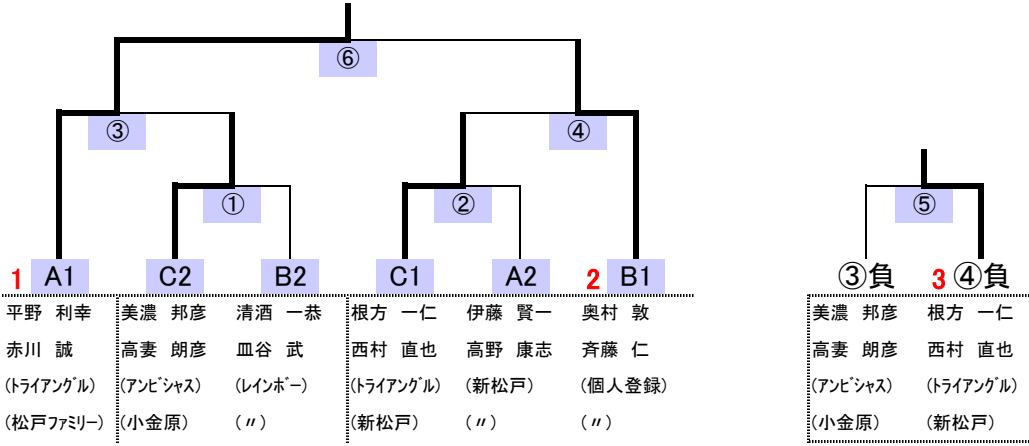 ⑥
③
④
①
②
⑤
1 A1 C2 B2 C1 A2 2 B1 ③負 3 ④負
平野 利幸 美濃 邦彦 清酒 一恭 根方 一仁 伊藤 賢一 奥村 敦 美濃 邦彦 根方 一仁
赤川 誠 高妻 朗彦 皿谷 武 西村 直也 高野 康志 斉藤 仁 高妻 朗彦 西村 直也
(ﾄﾗｲｱﾝｸﾞﾙ) (ｱﾝﾋﾞｼｬｽ) (ﾚｲﾝﾎﾞｰ) (ﾄﾗｲｱﾝｸﾞﾙ) (新松戸) (個人登録) (ｱﾝﾋﾞｼｬｽ) (ﾄﾗｲｱﾝｸﾞﾙ)
(松戸ﾌｧﾐﾘｰ) (小金原) (〃) (新松戸) (〃) (〃) (小金原) (新松戸)